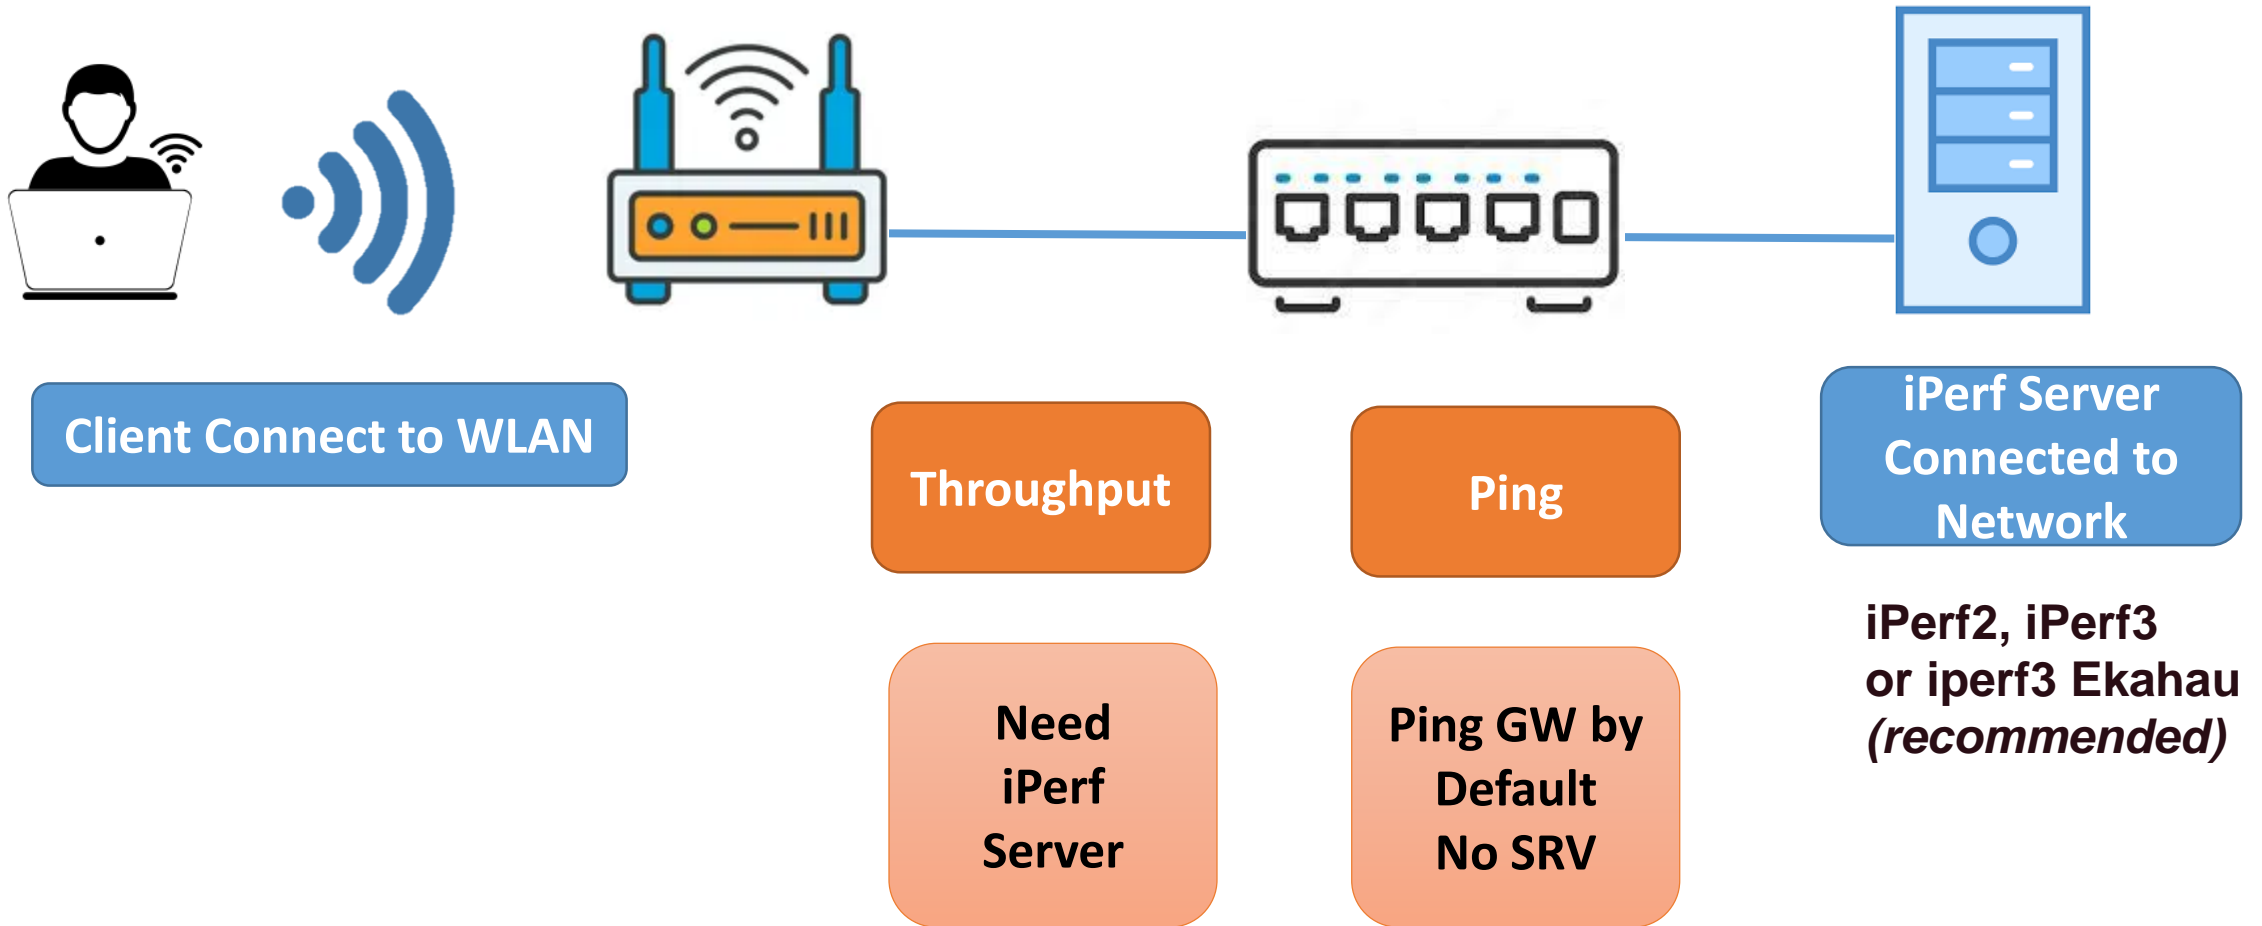 Client Connect to WLAN
Throughput
Ping
iPerf Server
Connected to
Network
Need
iPerf
Server
Ping GW by
Default
No SRV
iPerf2, iPerf3
or iperf3 Ekahau
(recommended)